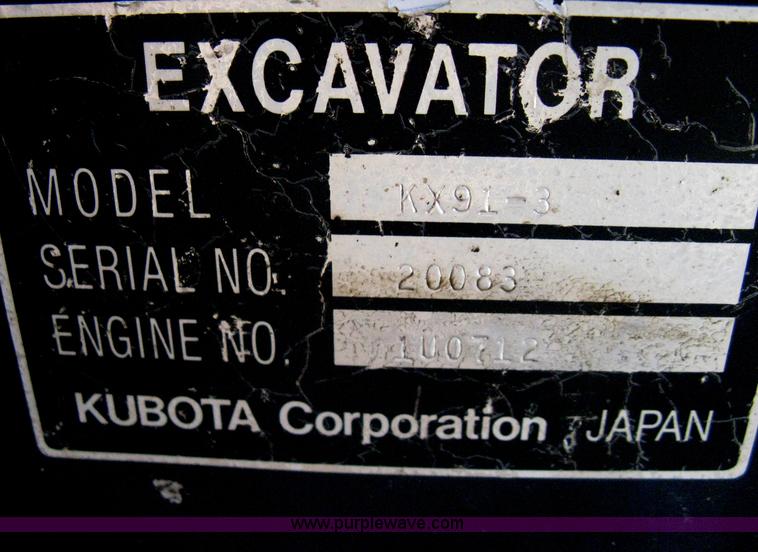 EXCAVATOR
MODEL KX91-3
SERIAL NO. 20083
ENGINE NO. 1U0712
KUBOTA Corporation JAPAN
www.purplewave.com